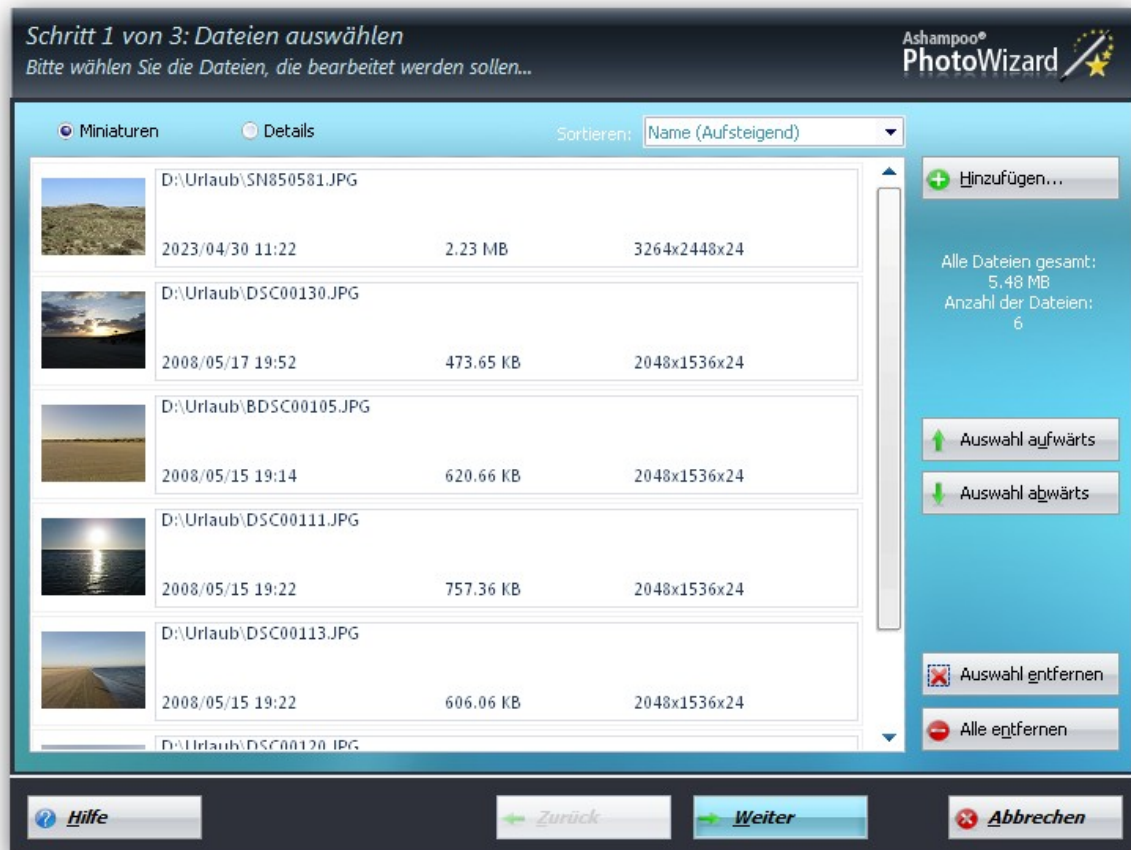 Schritt 1 von 3: Dateien auswählen
Bitte wählen Sie die Dateien, die bearbeitet werden sollen...
Ashampoo®
PhotoWizard
Miniaturen
Details
Sortieren:
Name (Aufsteigend)
D:\Urlaub\SN850581.JPG
2023/04/30 11:22 2.23 MB 3264x2448x24
D:\Urlaub\DSC00130.JPG
2008/05/17 19:52 473.65 KB 2048x1536x24
D:\Urlaub\BDSC00105.JPG
2008/05/15 19:14 620.66 KB 2048x1536x24
D:\Urlaub\DSC00111.JPG
2008/05/15 19:22 757.36 KB 2048x1536x24
D:\Urlaub\DSC00113.JPG
2008/05/15 19:22 606.06 KB 2048x1536x24
D:\Urlaub\DSC00120.JPG
Hinzufügen...
Alle Dateien gesamt:
5.48 MB
Anzahl der Dateien:
6
Auswahl aufwärts
Auswahl abwärts
Auswahl entfernen
Alle entfernen
Hilfe
Zurück
Weiter
Abbrechen